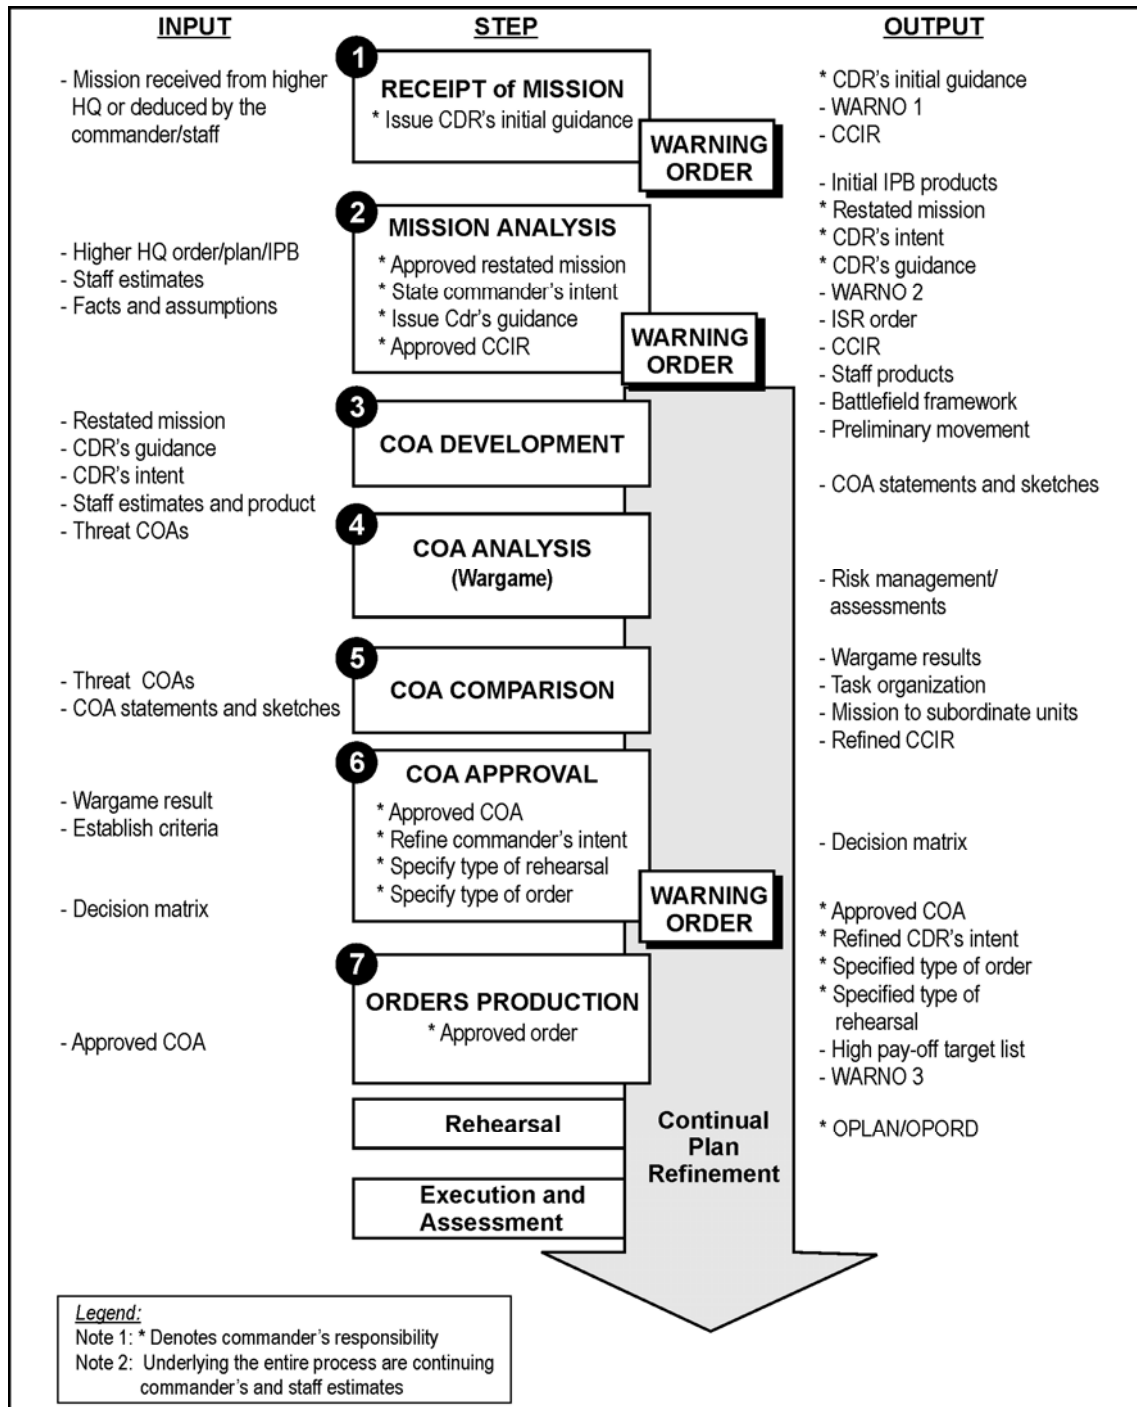 INPUT
- Mission received from higher
HQ or deduced by the
commander/staff
- Higher HQ order/plan/IPB
- Staff estimates
- Facts and assumptions
- Restated mission
- CDR's guidance
- CDR's intent
- Staff estimates and product
- Threat COAs
- Threat COAs
- COA statements and sketches
- Wargame result
- Establish criteria
- Decision matrix
- Approved COA
STEP
1
RECEIPT of MISSION
* Issue CDR's initial guidance
WARNING
ORDER
2
MISSION ANALYSIS
* Approved restated mission
* State commander's intent
* Issue Cdr's guidance
* Approved CCIR
WARNING
ORDER
3
COA DEVELOPMENT
4
COA ANALYSIS
(Wargame)
5
COA COMPARISON
6
COA APPROVAL
* Approved COA
* Refine commander's intent
* Specify type of rehearsal
* Specify type of order
WARNING
ORDER
7
ORDERS PRODUCTION
* Approved order
Rehearsal
Execution and
Assessment
Continual
Plan
Refinement
OUTPUT
* CDR's initial guidance
- WARNO 1
- CCIR
- Initial IPB products
* Restated mission
* CDR's intent
* CDR's guidance
- WARNO 2
- ISR order
- CCIR
- Staff products
- Battlefield framework
- Preliminary movement
- COA statements and sketches
- Risk management/
assessments
- Wargame results
- Task organization
- Mission to subordinate units
- Refined CCIR
- Decision matrix
* Approved COA
* Refined CDR's intent
* Specified type of order
* Specified type of
rehearsal
- High pay-off target list
- WARNO 3
* OPLAN/OPORD
Legend:
Note 1: * Denotes commander's responsibility
Note 2: Underlying the entire process are continuing
commander's and staff estimates